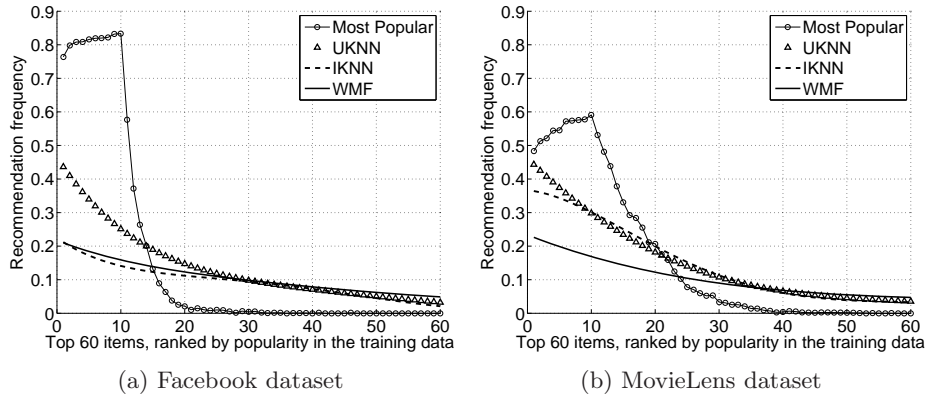 Recommendation frequency
0.9
0.8
0.7
0.6
0.5
0.4
0.3
0.2
0.1
0
0 10 20 30 40 50 60
Most Popular
UKNN
IKNN
WMF
Top 60 items, ranked by popularity in the training data
(a) Facebook dataset
Recommendation frequency
0.9
0.8
0.7
0.6
0.5
0.4
0.3
0.2
0.1
0
0 10 20 30 40 50 60
Most Popular
UKNN
IKNN
WMF
Top 60 items, ranked by popularity in the training data
(b) MovieLens dataset